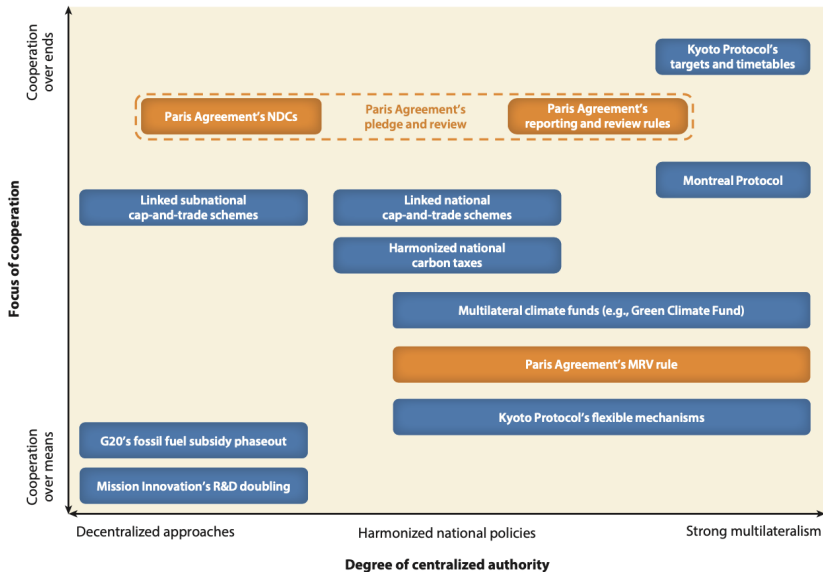 Cooperation
over ends
Kyoto Protocol's
targets and timetables
Paris Agreement's NDCs
Paris Agreement's
pledge and review
Paris Agreement's
reporting and review rules
Montreal Protocol
Linked subnational
cap-and-trade schemes
Linked national
cap-and-trade schemes
Harmonized national
carbon taxes
Focus of cooperation
Multilateral climate funds (e.g., Green Climate Fund)
Paris Agreement's MRV rule
Kyoto Protocol's flexible mechanisms
G20's fossil fuel subsidy phaseout
Mission Innovation's R&D doubling
Cooperation
over means
Decentralized approaches
Harmonized national policies
Strong multilateralism
Degree of centralized authority